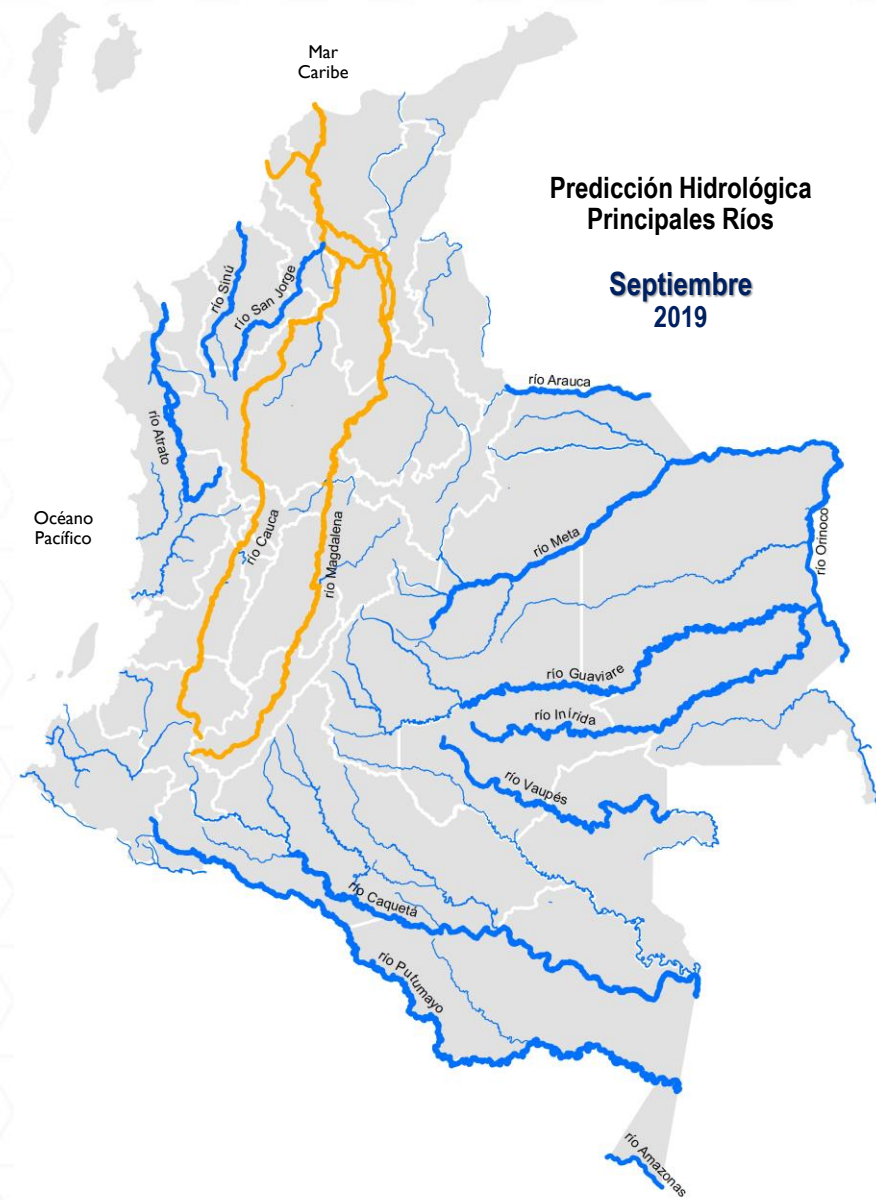 Mar
Caribe
Predicción Hidrológica
Principales Ríos
Septiembre
2019
río Sinú
río San Jorge
río Arauca
río Atrato
río Cauca
río Magdalena
Océano
Pacífico
río Meta
río Orinoco
río Guaviare
río Inírida
río Vaupés
río Caquetá
río Putumayo
río Amazonas